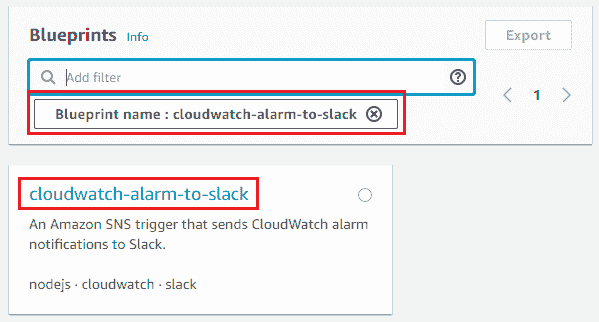 Blueprints Info
Export
Add filter
1
Blueprint name : cloudwatch-alarm-to-slack
cloudwatch-alarm-to-slack
An Amazon SNS trigger that sends CloudWatch alarm
notifications to Slack.
nodejs · cloudwatch · slack